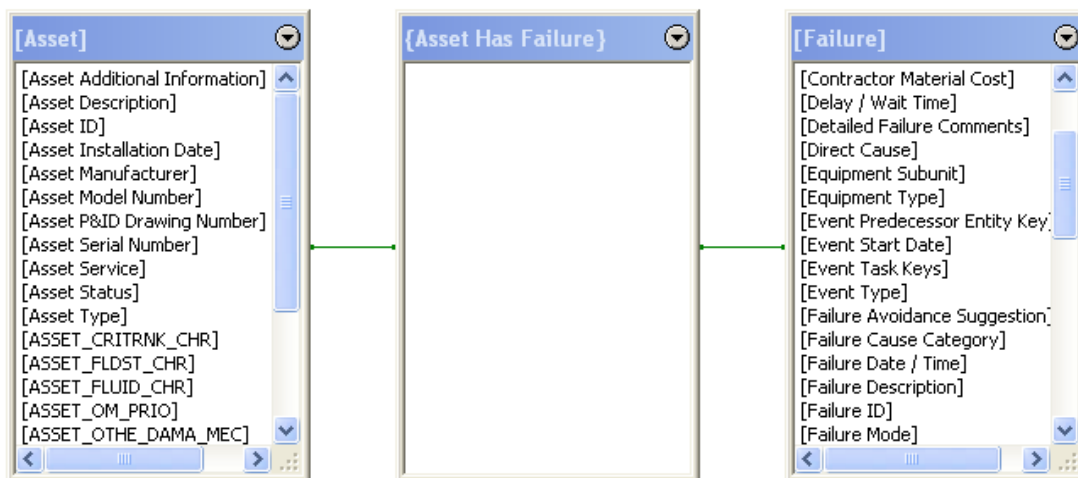 [Asset]
[Asset Additional Information]
[Asset Description]
[Asset ID]
[Asset Installation Date]
[Asset Manufacturer]
[Asset Model Number]
[Asset P&ID Drawing Number]
[Asset Serial Number]
[Asset Service]
[Asset Status]
[Asset Type]
[ASSET_CRITRNK_CHR]
[ASSET_FLDST_CHR]
[ASSET_FLUID_CHR]
[ASSET_OM_PRIO]
[ASSET_OTHE_DAMA_MEC]
{Asset Has Failure}
[Failure]
[Contractor Material Cost]
[Delay / Wait Time]
[Detailed Failure Comments]
[Direct Cause]
[Equipment Subunit]
[Equipment Type]
[Event Predecessor Entity Key]
[Event Start Date]
[Event Task Keys]
[Event Type]
[Failure Avoidance Suggestion]
[Failure Cause Category]
[Failure Date / Time]
[Failure Description]
[Failure ID]
[Failure Mode]